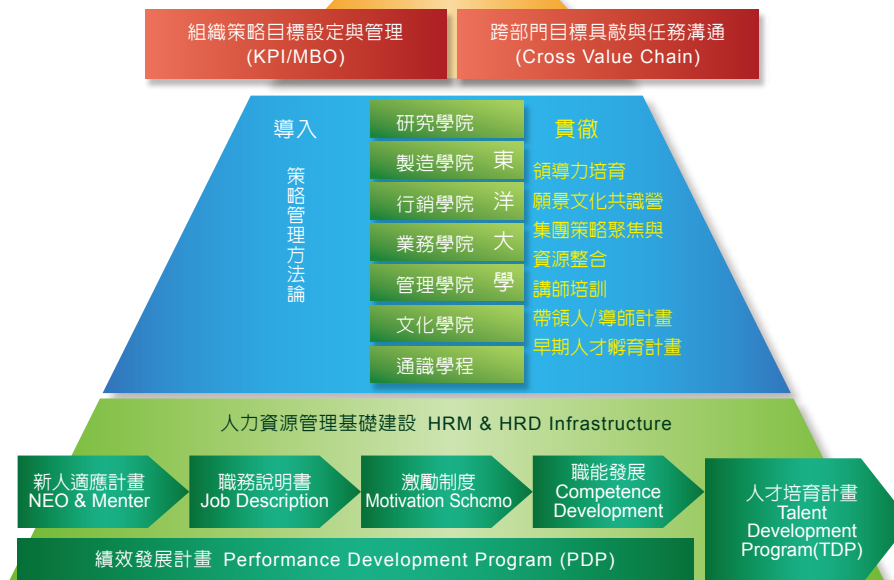 組織策略目標設定與管理
(KPI/MBO)
跨部門目標具敲與任務溝通
(Cross Value Chain)
導入
策略管理方法論
研究學院
製造學院
行銷學院
業務學院
管理學院
文化學院
通識學程
東洋大學
貫徹
領導力培育
願景文化共識營
集團策略聚焦與
資源整合
講師培訓
帶領人/導師計畫
早期人才孵育計畫
人力資源管理基礎建設 HRM & HRD Infrastructure
新人適應計畫
NEO & Menter
職務說明書
Job Description
激勵制度
Motivation Schcmo
職能發展
Competence
Development
人才培育計畫
Talent
Development
Program(TDP)
績效發展計畫 Performance Development Program (PDP)